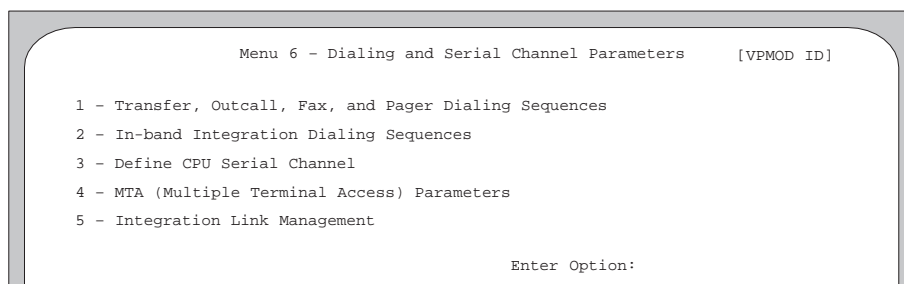 Menu 6 – Dialing and Serial Channel Parameters [VPMOD ID]
1 – Transfer, Outcall, Fax, and Pager Dialing Sequences
2 – In-band Integration Dialing Sequences
3 – Define CPU Serial Channel
4 – MTA (Multiple Terminal Access) Parameters
5 – Integration Link Management
Enter Option: